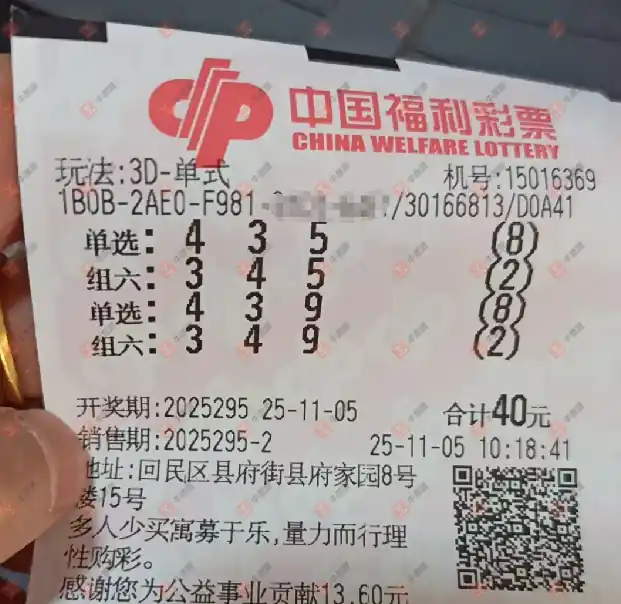 中国福利彩票
CHINA WELFARE LOTTERY
玩法:3D-单式 机号:15016369
1B0B-2AE0-F981- /30166813/D0A41
单选: 4 3 5 (8)
组六: 3 4 5 (2)
单选: 4 3 9 (8)
组六: 3 4 9 (2)
开奖期:2025295 25-11-05 合计40元
销售期:2025295-2 25-11-05 10:18:41
地址:回民区县府街县府家园8号
楼15号
多人少买寓募于乐,量力而行理
性购彩。
感谢您为公益事业贡献13.60元